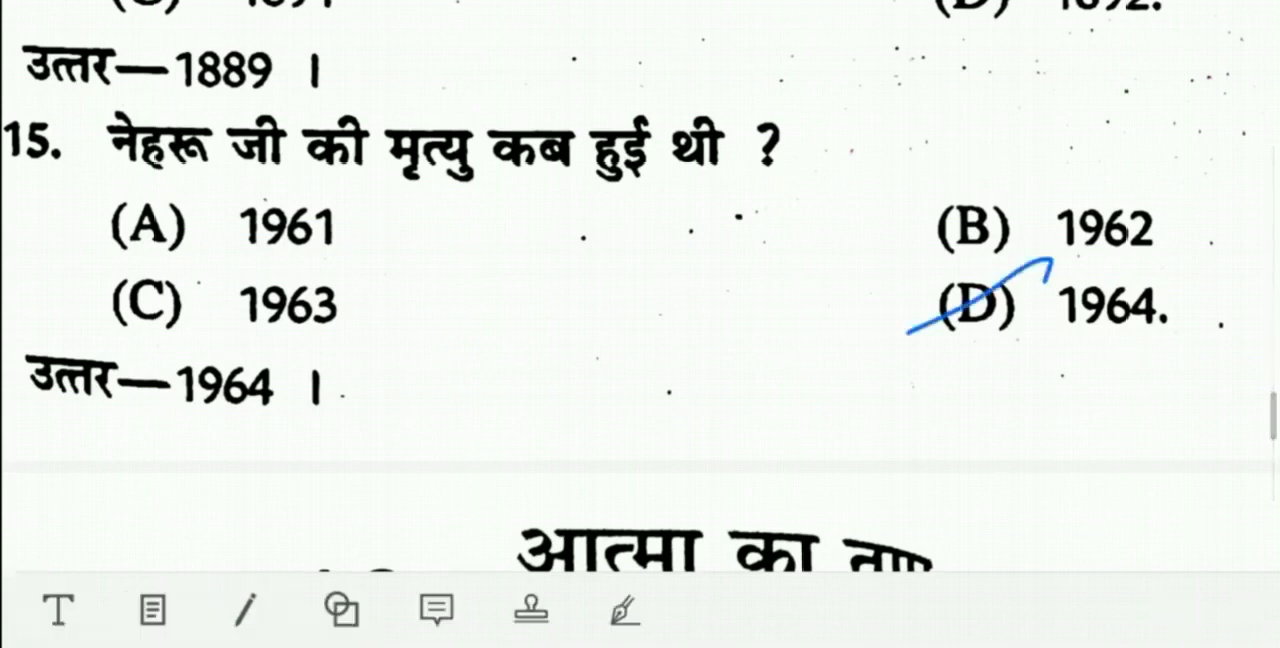 उत्तर—1889 ।
15. नेहरू जी की मृत्यु कब हुई थी ?
(A) 1961 (B) 1962
(C) 1963 (D) 1964.
उत्तर—1964 ।
आत्मा का
T